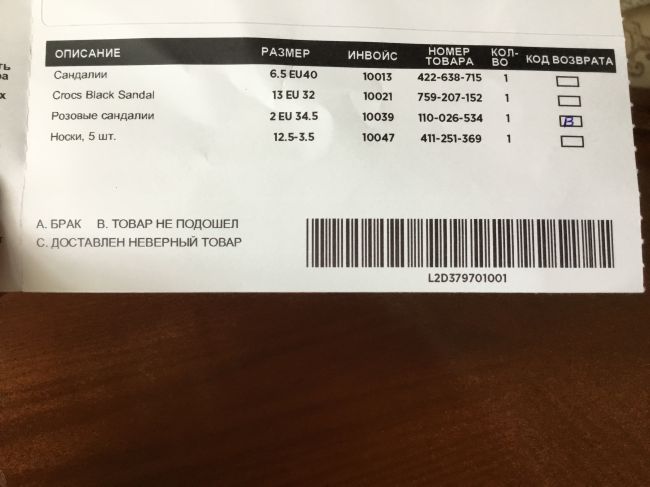 ть
ра
х
ОПИСАНИЕ РАЗМЕР ИНВОЙС НОМЕР ТОВАРА КОЛ-ВО КОД ВОЗВРАТА
Сандалии 6.5 EU40 10013 422-638-715 1
Crocs Black Sandal 13 EU 32 10021 759-207-152 1
Розовые сандалии 2 EU 34.5 10039 110-026-534 1 B
Носки, 5 шт. 12.5-3.5 10047 411-251-369 1
A. БРАК B. ТОВАР НЕ ПОДОШЕЛ
C. ДОСТАВЛЕН НЕВЕРНЫЙ ТОВАР
L2D379701001